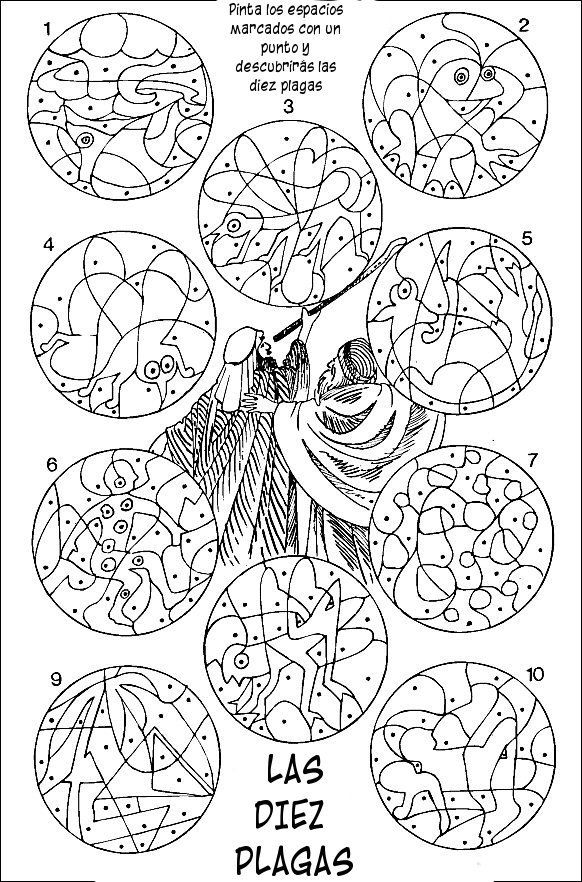 Pinta los espacios
marcados con un
punto y
descubrirás las
diez plagas
1
2
3
4
5
6
7
9
10
LAS
DIEZ
PLAGAS